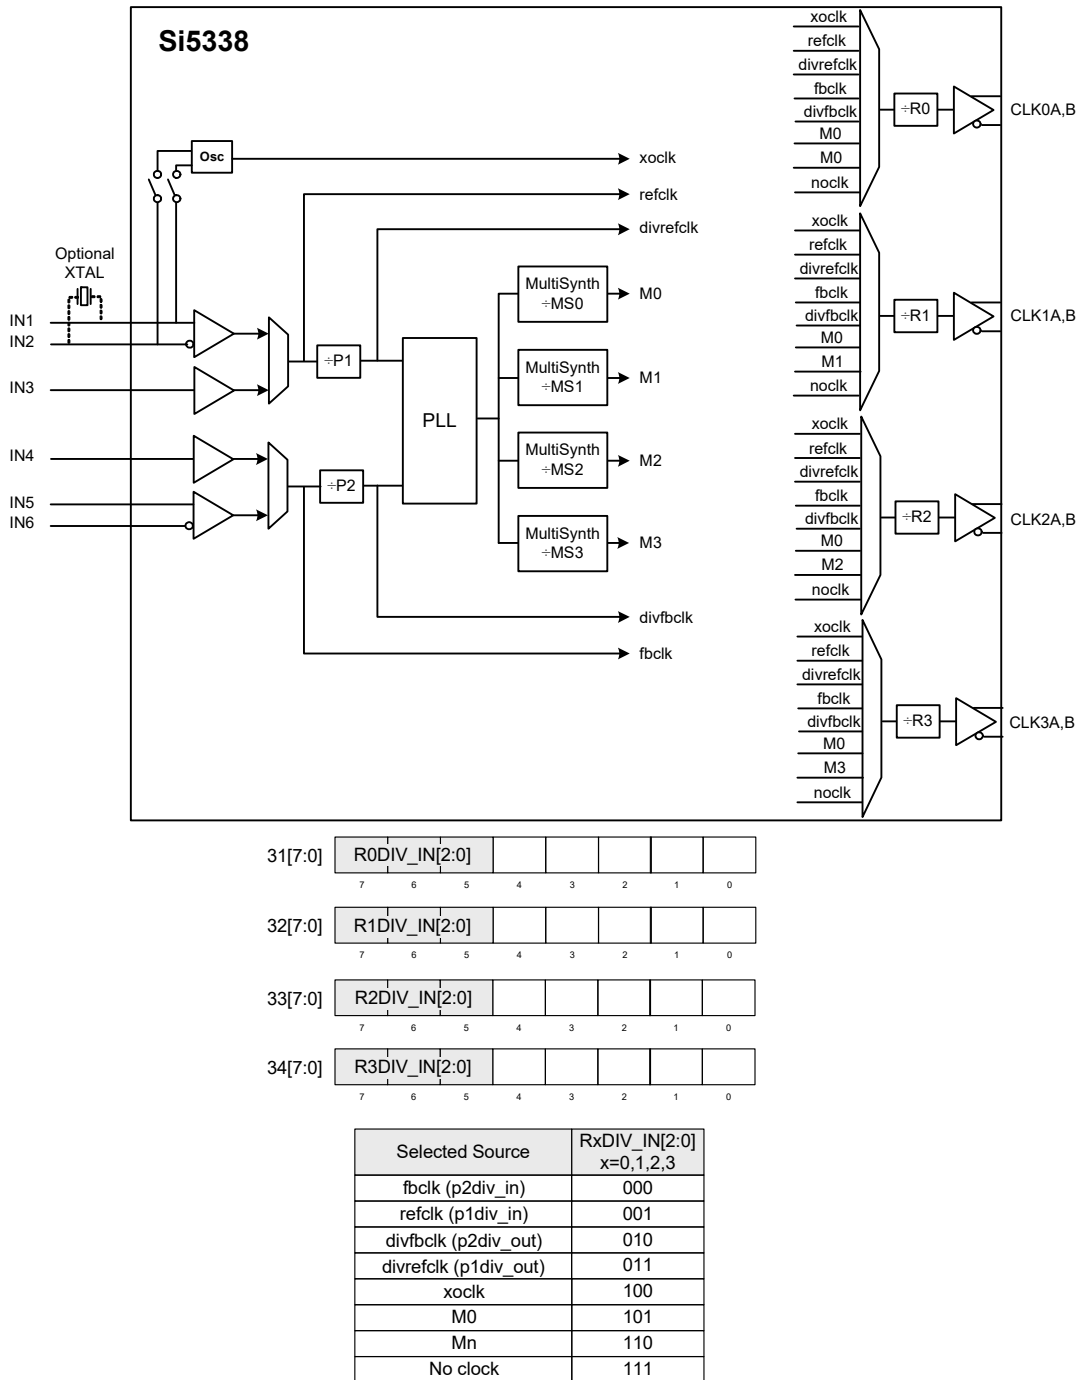 Si5338
Osc
xoclk
refclk
divrefclk
Optional
XTAL
IN1
IN2
IN3
IN4
IN5
IN6
÷P1
÷P2
PLL
MultiSynth
÷MS0
M0
MultiSynth
÷MS1
M1
MultiSynth
÷MS2
M2
MultiSynth
÷MS3
M3
divfbclk
fbclk
xoclk
refclk
divrefclk
fbclk
divfbclk
M0
M0
noclk
÷R0
CLK0A,B
xoclk
refclk
divrefclk
fbclk
divfbclk
M0
M1
noclk
÷R1
CLK1A,B
xoclk
refclk
divrefclk
fbclk
divfbclk
M0
M2
noclk
÷R2
CLK2A,B
xoclk
refclk
divrefclk
fbclk
divfbclk
M0
M3
noclk
÷R3
CLK3A,B
31[7:0] R0DIV_IN[2:0]
7 6 5 4 3 2 1 0
32[7:0] R1DIV_IN[2:0]
7 6 5 4 3 2 1 0
33[7:0] R2DIV_IN[2:0]
7 6 5 4 3 2 1 0
34[7:0] R3DIV_IN[2:0]
7 6 5 4 3 2 1 0
Selected Source RxDIV_IN[2:0]
x=0,1,2,3
fbclk (p2div_in) 000
refclk (p1div_in) 001
divfbclk (p2div_out) 010
divrefclk (p1div_out) 011
xoclk 100
M0 101
Mn 110
No clock 111